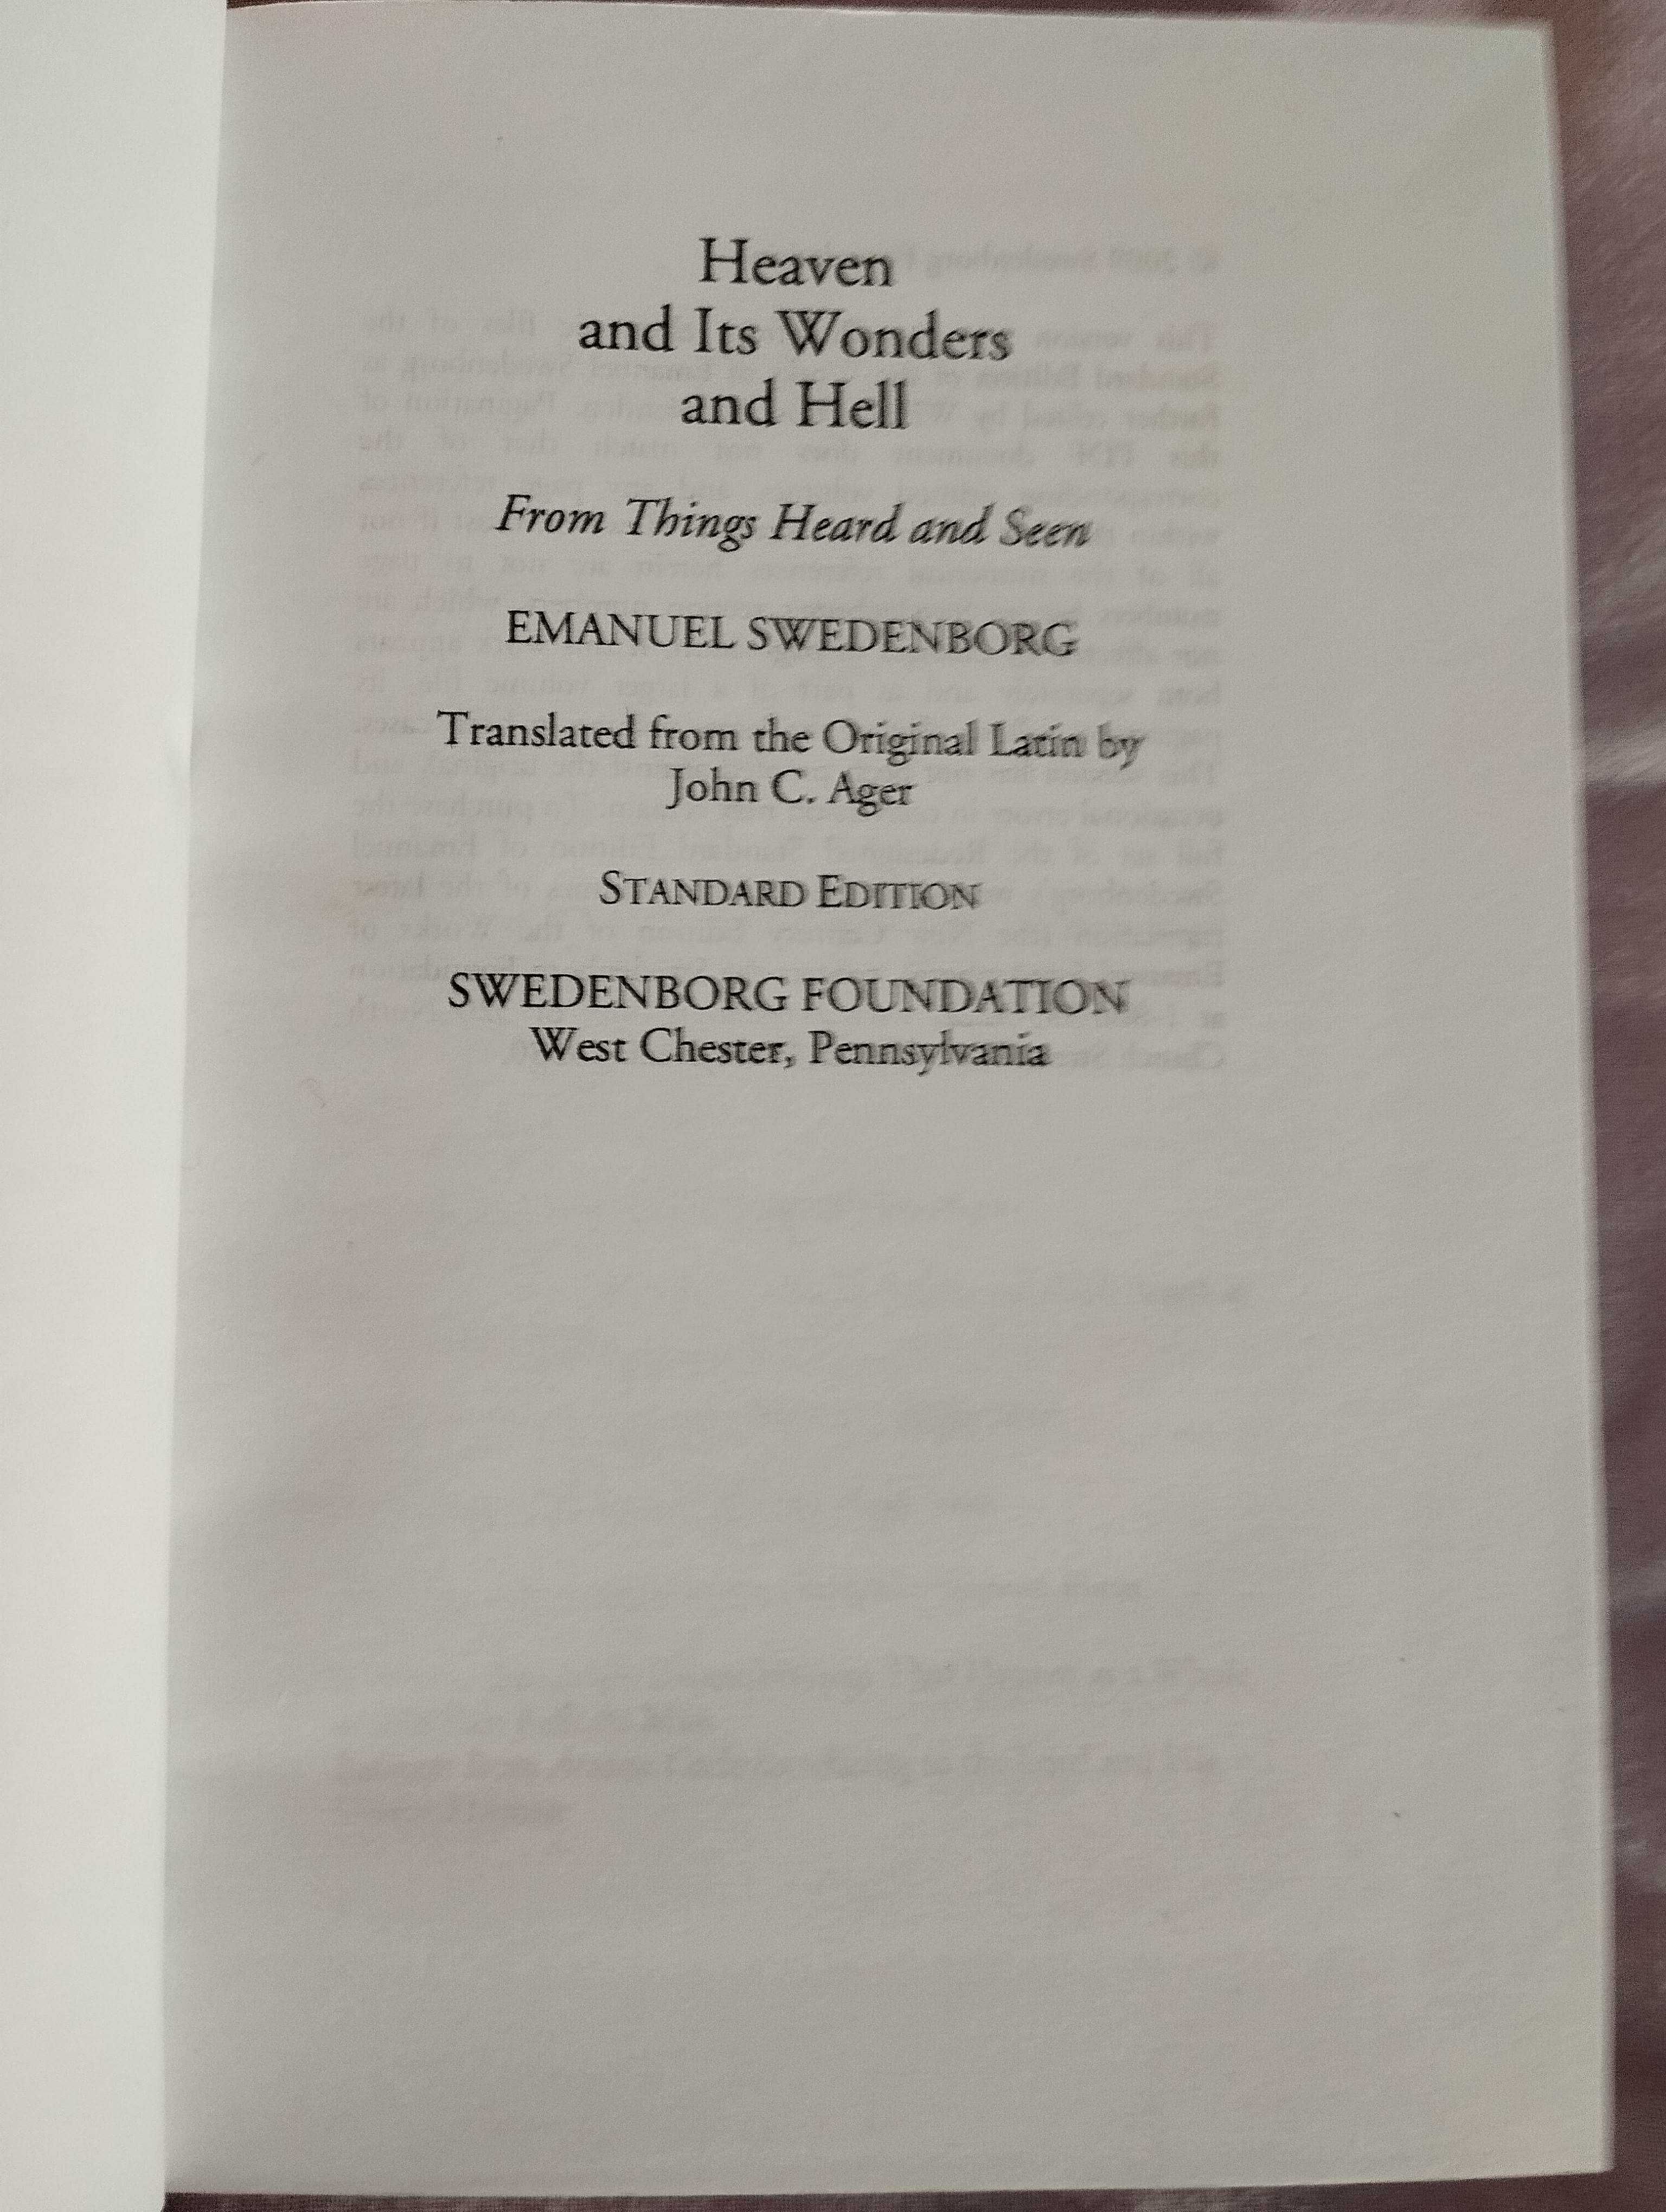 Heaven
and Its Wonders
and Hell
From Things Heard and Seen
EMANUEL SWEDENBORG
Translated from the Original Latin by
John C. Ager
STANDARD EDITION
SWEDENBORG FOUNDATION
West Chester, Pennsylvania